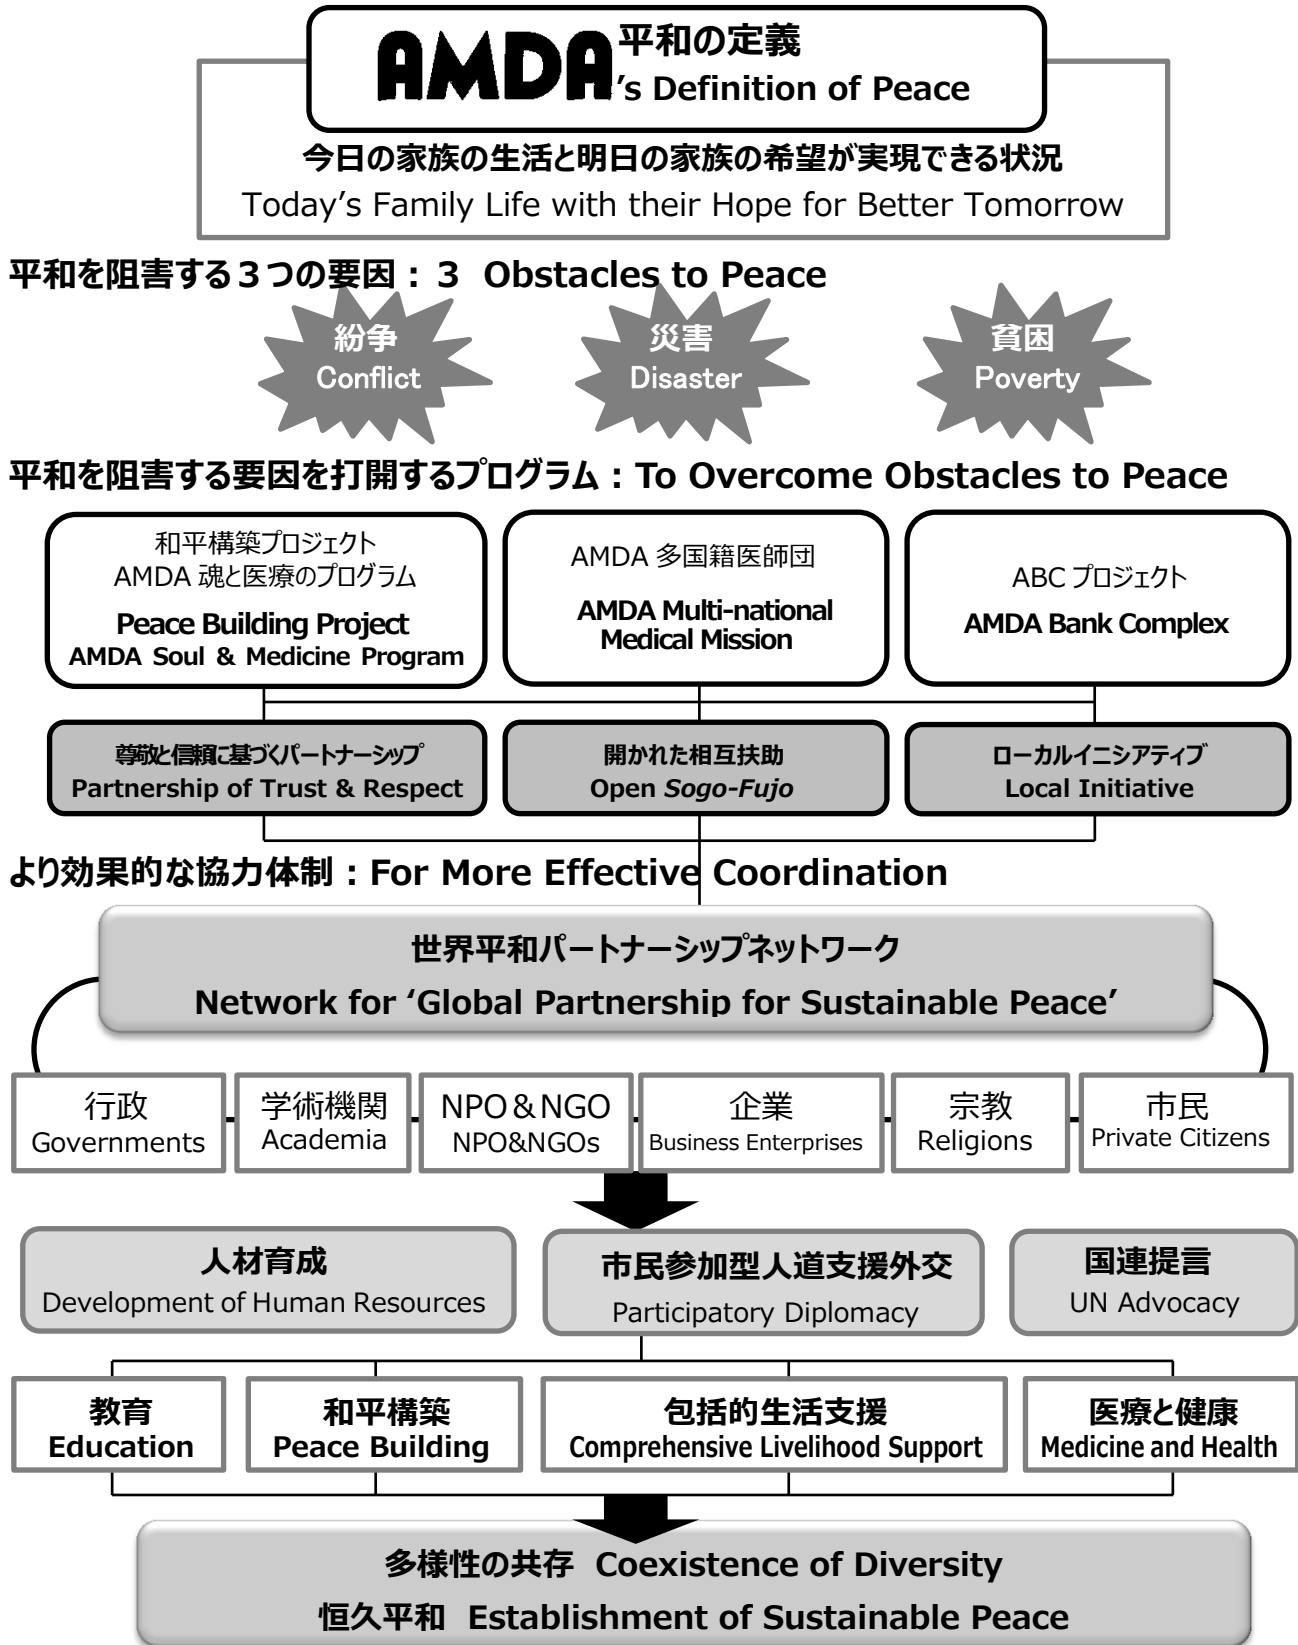 AMDA平和の定義
's Definition of Peace
今日の家族の生活と明日の家族の希望が実現できる状況
Today's Family Life with their Hope for Better Tomorrow
平和を阻害する3つの要因：3 Obstacles to Peace
紛争
Conflict
災害
Disaster
貧困
Poverty
平和を阻害する要因を打開するプログラム：To Overcome Obstacles to Peace
和平構築プロジェクト
AMDA 魂と医療のプログラム
Peace Building Project
AMDA Soul & Medicine Program
AMDA 多国籍医師団
AMDA Multi-national
Medical Mission
ABC プロジェクト
AMDA Bank Complex
尊敬と信頼に基づくパートナーシップ
Partnership of Trust & Respect
開かれた相互扶助
Open Sogo-Fujo
ローカルイニシアティブ
Local Initiative
より効果的な協力体制：For More Effective Coordination
世界平和パートナーシップネットワーク
Network for ‘Global Partnership for Sustainable Peace’
行政
Governments
学術機関
Academia
NPO＆NGO
NPO&NGOs
企業
Business Enterprises
宗教
Religions
市民
Private Citizens
人材育成
Development of Human Resources
市民参加型人道支援外交
Participatory Diplomacy
国連提言
UN Advocacy
教育
Education
和平構築
Peace Building
包括的生活支援
Comprehensive Livelihood Support
医療と健康
Medicine and Health
多様性の共存 Coexistence of Diversity
恒久平和 Establishment of Sustainable Peace